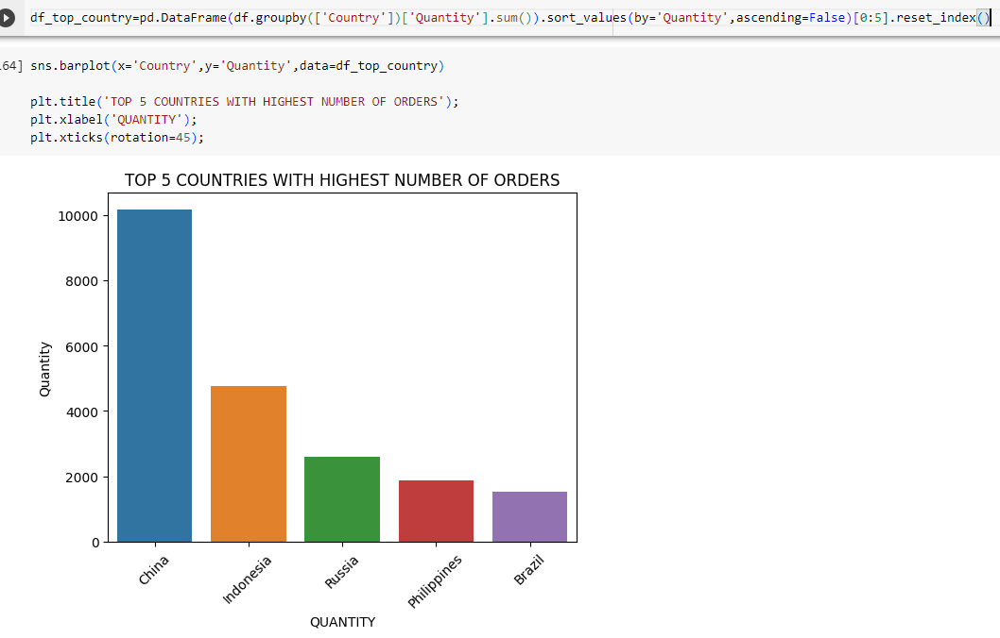 df_top_country=pd.DataFrame(df.groupby(['Country'])['Quantity'].sum()).sort_values(by='Quantity',ascending=False)[0:5].reset_index()
64] sns.barplot(x='Country',y='Quantity',data=df_top_country)
plt.title('TOP 5 COUNTRIES WITH HIGHEST NUMBER OF ORDERS');
plt.xlabel('QUANTITY');
plt.xticks(rotation=45);
TOP 5 COUNTRIES WITH HIGHEST NUMBER OF ORDERS
10000
8000
6000
4000
2000
0
Quantity
China
Indonesia
Russia
Philippines
Brazil
QUANTITY